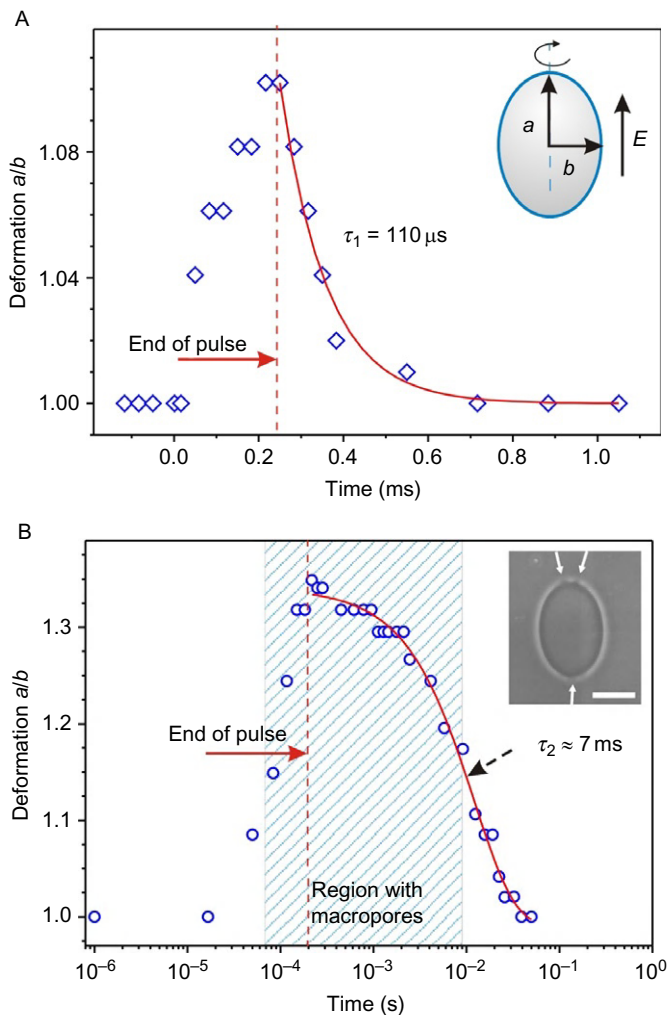 A
Deformation a/b
1.08
1.04
1.00
a
b
E
τ1 = 110 μs
End of pulse
0.0 0.2 0.4 0.6 0.8 1.0
Time (ms)
B
Deformation a/b
1.3
1.2
1.1
1.0
End of pulse
τ2 ≈ 7 ms
Region with
macropores
10⁻⁶ 10⁻⁵ 10⁻⁴ 10⁻³ 10⁻² 10⁻¹ 10⁰
Time (s)